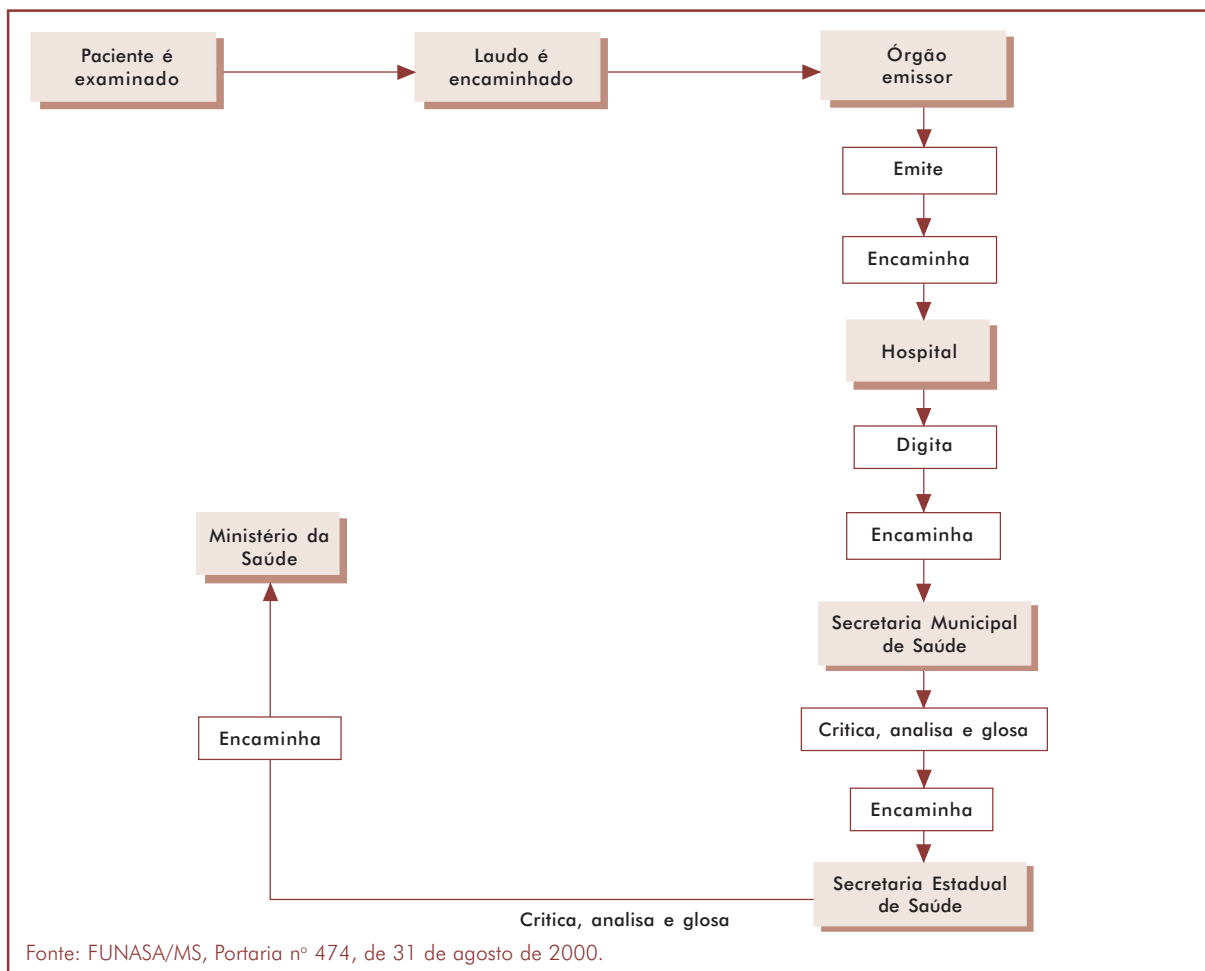 Paciente é
examinado
Laudo é
encaminhado
Órgão
emissor
Emite
Encaminha
Hospital
Digita
Encaminha
Ministério da
Saúde
Secretaria Municipal
de Saúde
Critica, analisa e glosa
Encaminha
Encaminha
Secretaria Estadual
de Saúde
Critica, analisa e glosa
Fonte: FUNASA/MS, Portaria nº 474, de 31 de agosto de 2000.